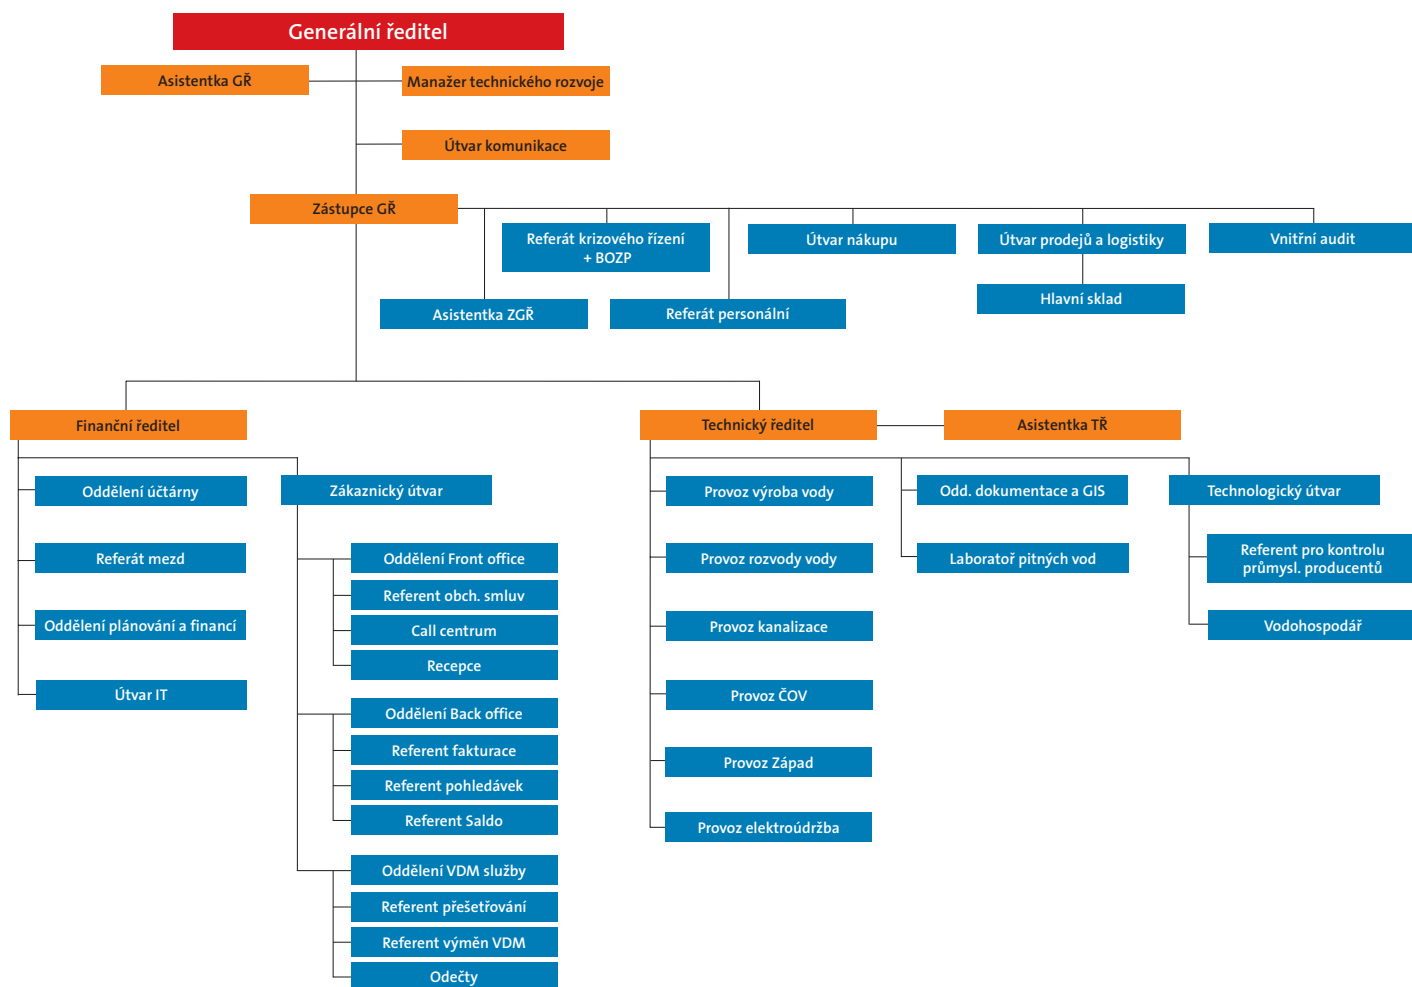 Generální ředitel
Asistentka GŘ
Manažer technického rozvoje
Útvar komunikace
Zástupce GŘ
Referát krizového řízení
+ BOZP
Útvar nákupu
Útvar prodejů a logistiky
Vnitřní audit
Asistentka ZGŘ
Referát personální
Hlavní sklad
Finanční ředitel
Technický ředitel
Asistentka TŘ
Oddělení účtárny
Referát mezd
Oddělení plánování a financí
Útvar IT
Zákaznický útvar
Oddělení Front office
Referent obch. smluv
Call centrum
Recepce
Oddělení Back office
Referent fakturace
Referent pohledávek
Referent Saldo
Oddělení VDM služby
Referent přešetřování
Referent výměn VDM
Odečty
Provoz výroba vody
Provoz rozvody vody
Provoz kanalizace
Provoz ČOV
Provoz Západ
Provoz elektroúdržba
Odd. dokumentace a GIS
Laboratoř pitných vod
Technologický útvar
Referent pro kontrolu
průmysl. producentů
Vodohospodář